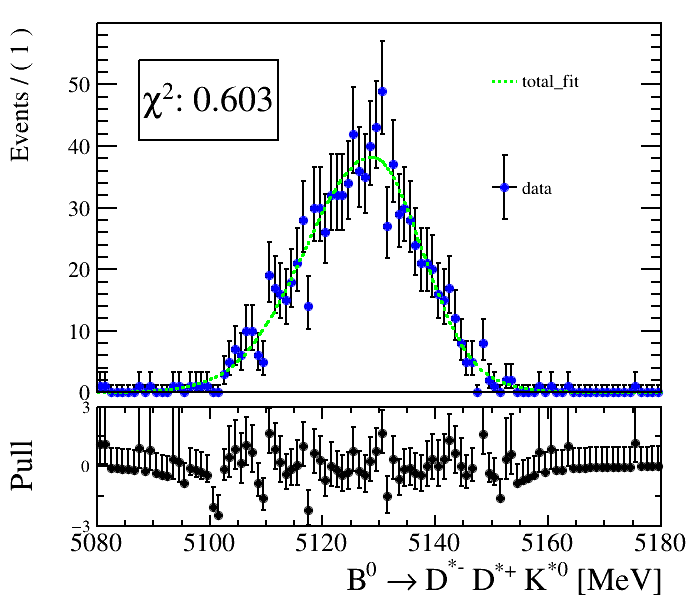 Events / ( 1 )
50
40
30
20
10
0
χ²: 0.603
total_fit
data
Pull
3
0
−3
5080 5100 5120 5140 5160 5180
B⁰ → D*⁻ D*⁺ K*⁰ [MeV]